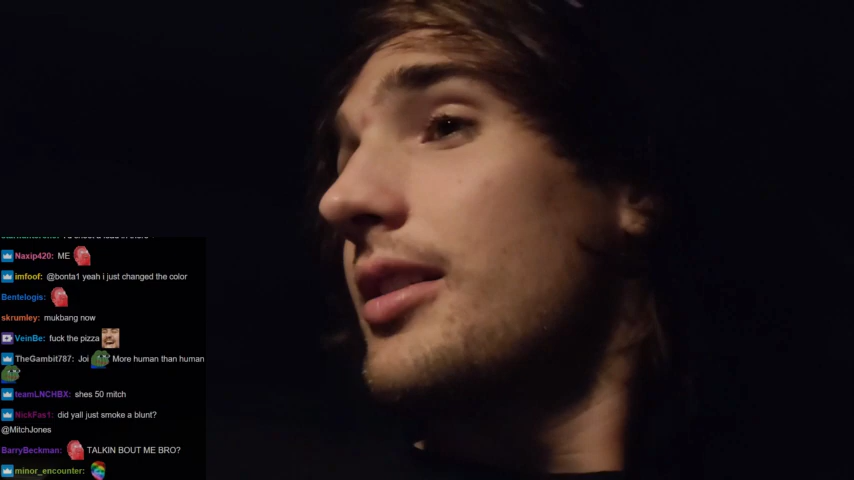 Naxip420: ME
imfoof: @bonta1 yeah i just changed the color
Bentelogis:
skrumley: mukbang now
VeinBe: fuck the pizza
TheGambit787: Joi More human than human
teamLNCHBX: shes 50 mitch
NickFas1: did yall just smoke a blunt?
@MitchJones
BarryBeckman: TALKIN BOUT ME BRO?
minor_encounter: